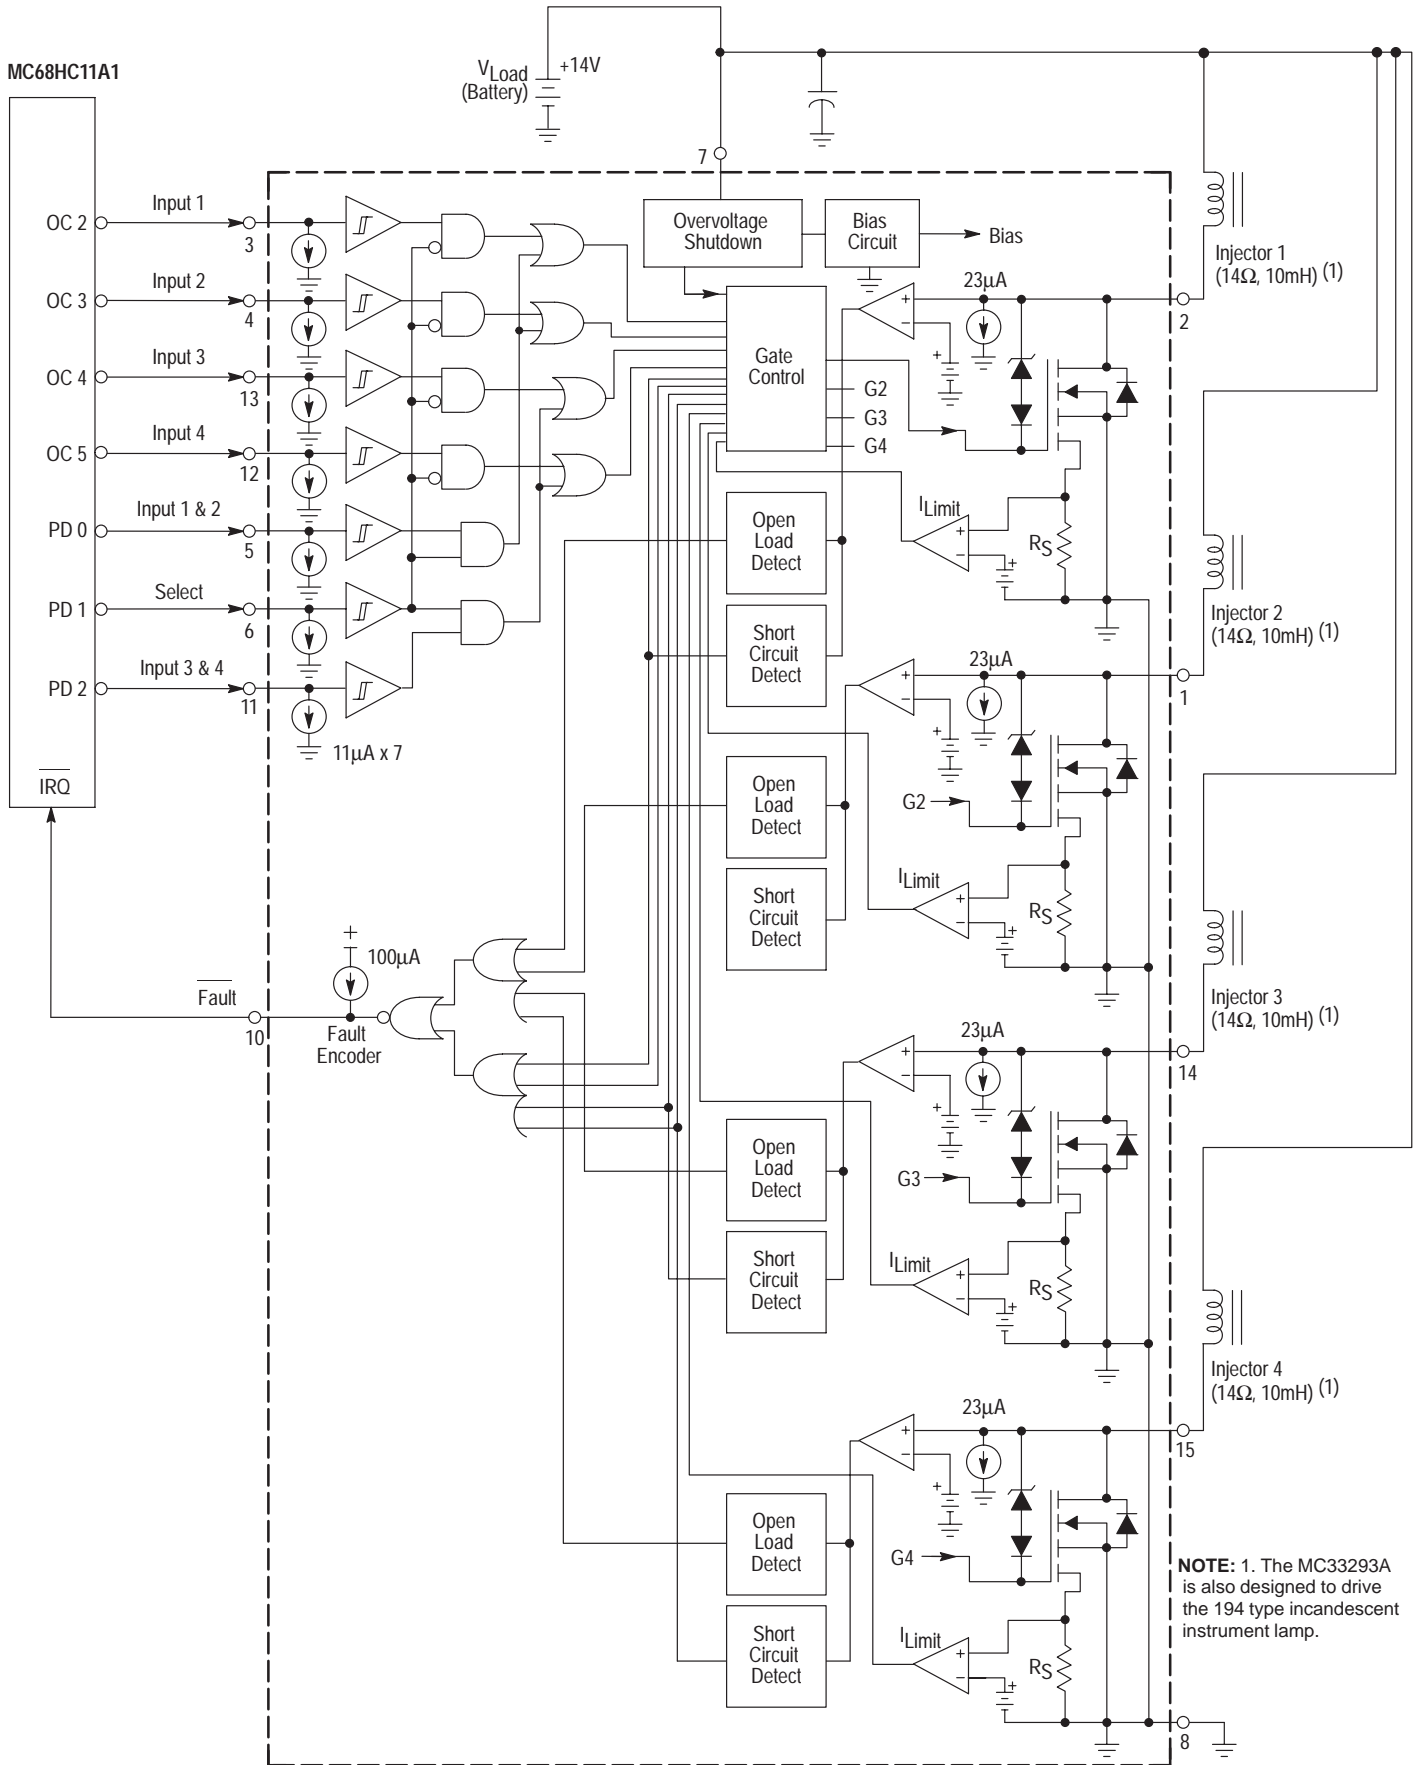 MC68HC11A1
VLoad
(Battery)
+14V
7
OC 2
Input 1
3
OC 3
Input 2
4
OC 4
Input 3
13
OC 5
Input 4
12
PD 0
Input 1 & 2
5
PD 1
Select
6
PD 2
Input 3 & 4
11
11µA x 7
IRQ
Overvoltage
Shutdown
Bias
Circuit
Bias
Gate
Control
G2
G3
G4
23µA
+
–
+
2
Injector 1
(14Ω, 10mH) (1)
Open
Load
Detect
Short
Circuit
Detect
ILimit
+
–
+
RS
Injector 2
(14Ω, 10mH) (1)
23µA
+
–
+
1
G2
Open
Load
Detect
Short
Circuit
Detect
ILimit
+
–
+
RS
Fault
10
+
100µA
Fault
Encoder
Injector 3
(14Ω, 10mH) (1)
23µA
+
–
+
14
G3
Open
Load
Detect
Short
Circuit
Detect
ILimit
+
–
+
RS
Injector 4
(14Ω, 10mH) (1)
23µA
+
–
+
15
G4
Open
Load
Detect
Short
Circuit
Detect
ILimit
+
–
+
RS
8
NOTE: 1. The MC33293A
is also designed to drive
the 194 type incandescent
instrument lamp.